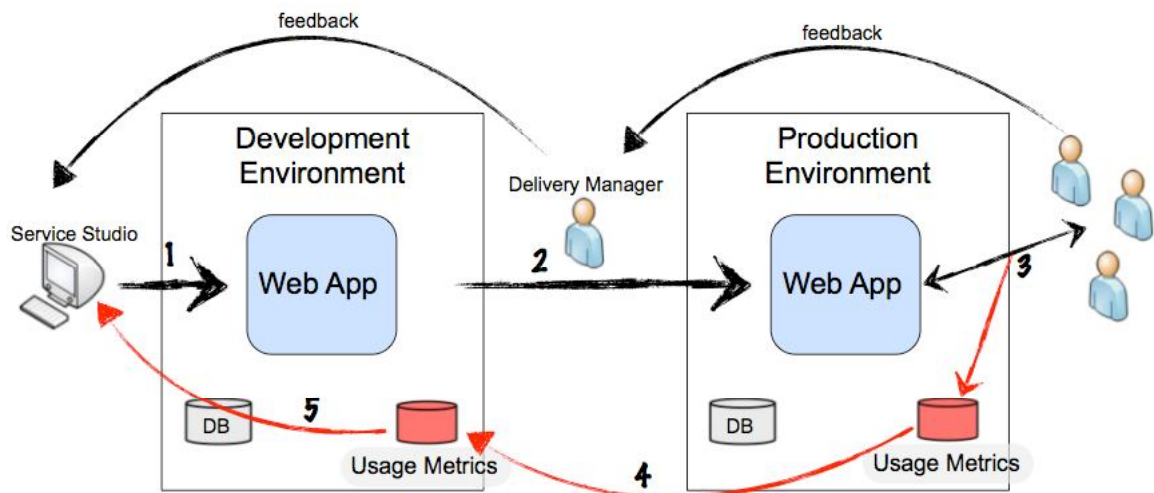 feedback
feedback
Development
Environment
Production
Environment
Delivery Manager
Service Studio
1
Web App
2
Web App
3
DB
5
Usage Metrics
4
DB
Usage Metrics